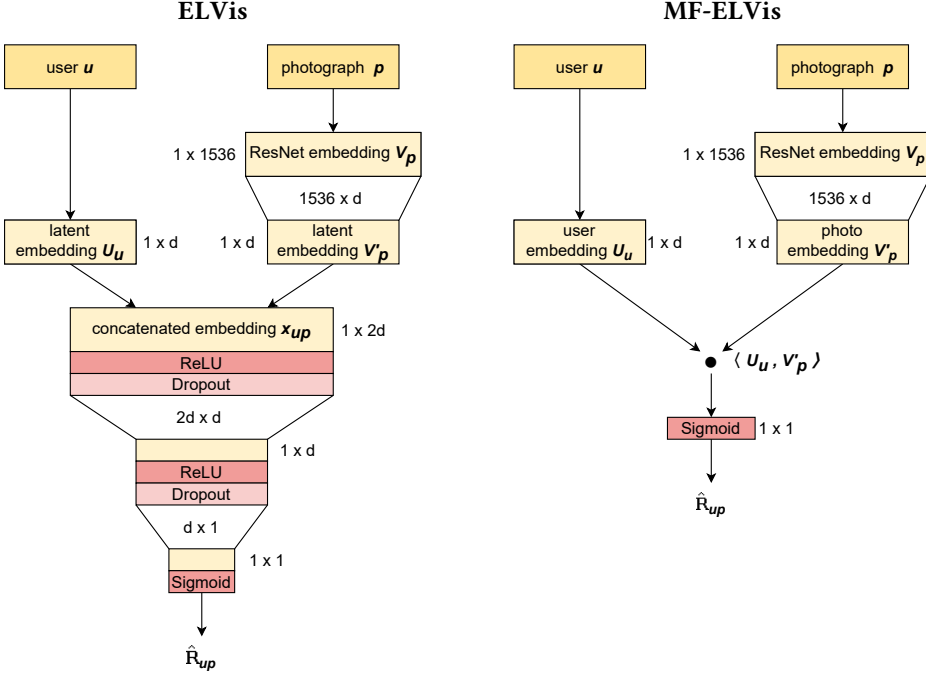 ELVis
user u
photograph p
1 x 1536
ResNet embedding Vp
1536 x d
latent
embedding Uu
1 x d
1 x d
latent
embedding V'p
concatenated embedding xup
1 x 2d
ReLU
Dropout
2d x d
1 x d
ReLU
Dropout
d x 1
1 x 1
Sigmoid
R̂up
MF-ELVis
user u
photograph p
1 x 1536
ResNet embedding Vp
1536 x d
user
embedding Uu
1 x d
1 x d
photo
embedding V'p
⟨ Uu , V'p ⟩
Sigmoid
1 x 1
R̂up